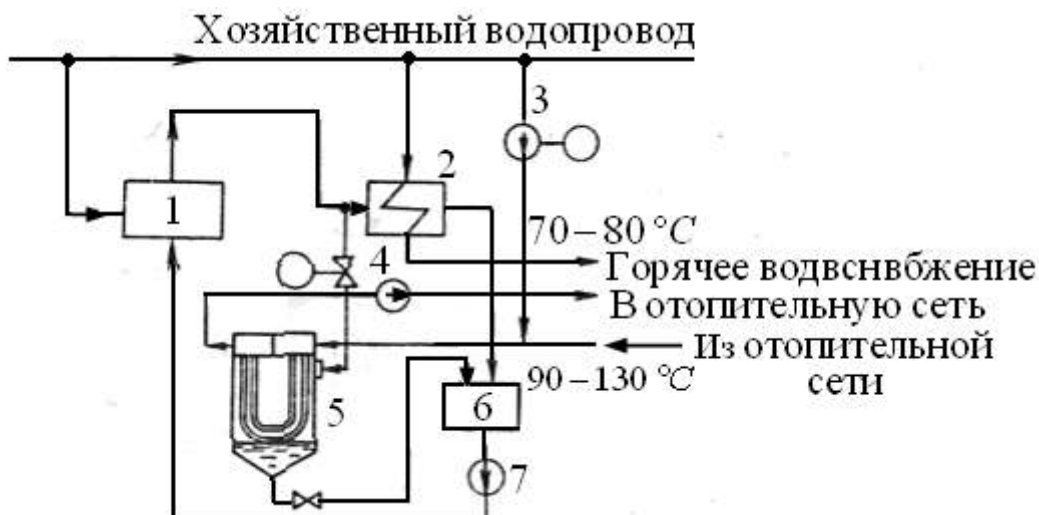 Хозяйственный водопровод
3
2
1
70–80 °C
4
Горячее водвснвбжение
В отопительную сеть
Из отопительной
сети
90–130 °C
5
6
7